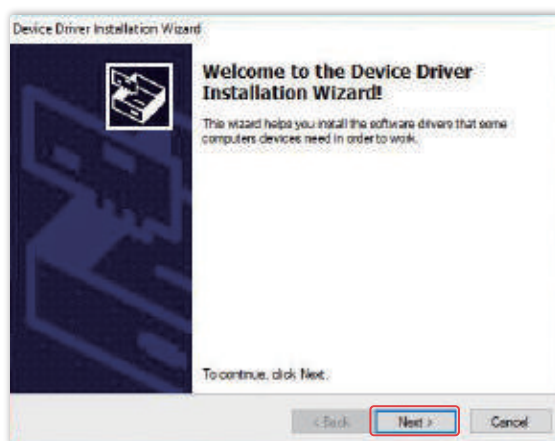 Device Driver Installation Wizard
Welcome to the Device Driver
Installation Wizard!
This wizard helps you install the software drivers that some
computers devices need in order to work.
To continue, click Next.
< Back
Next >
Cancel